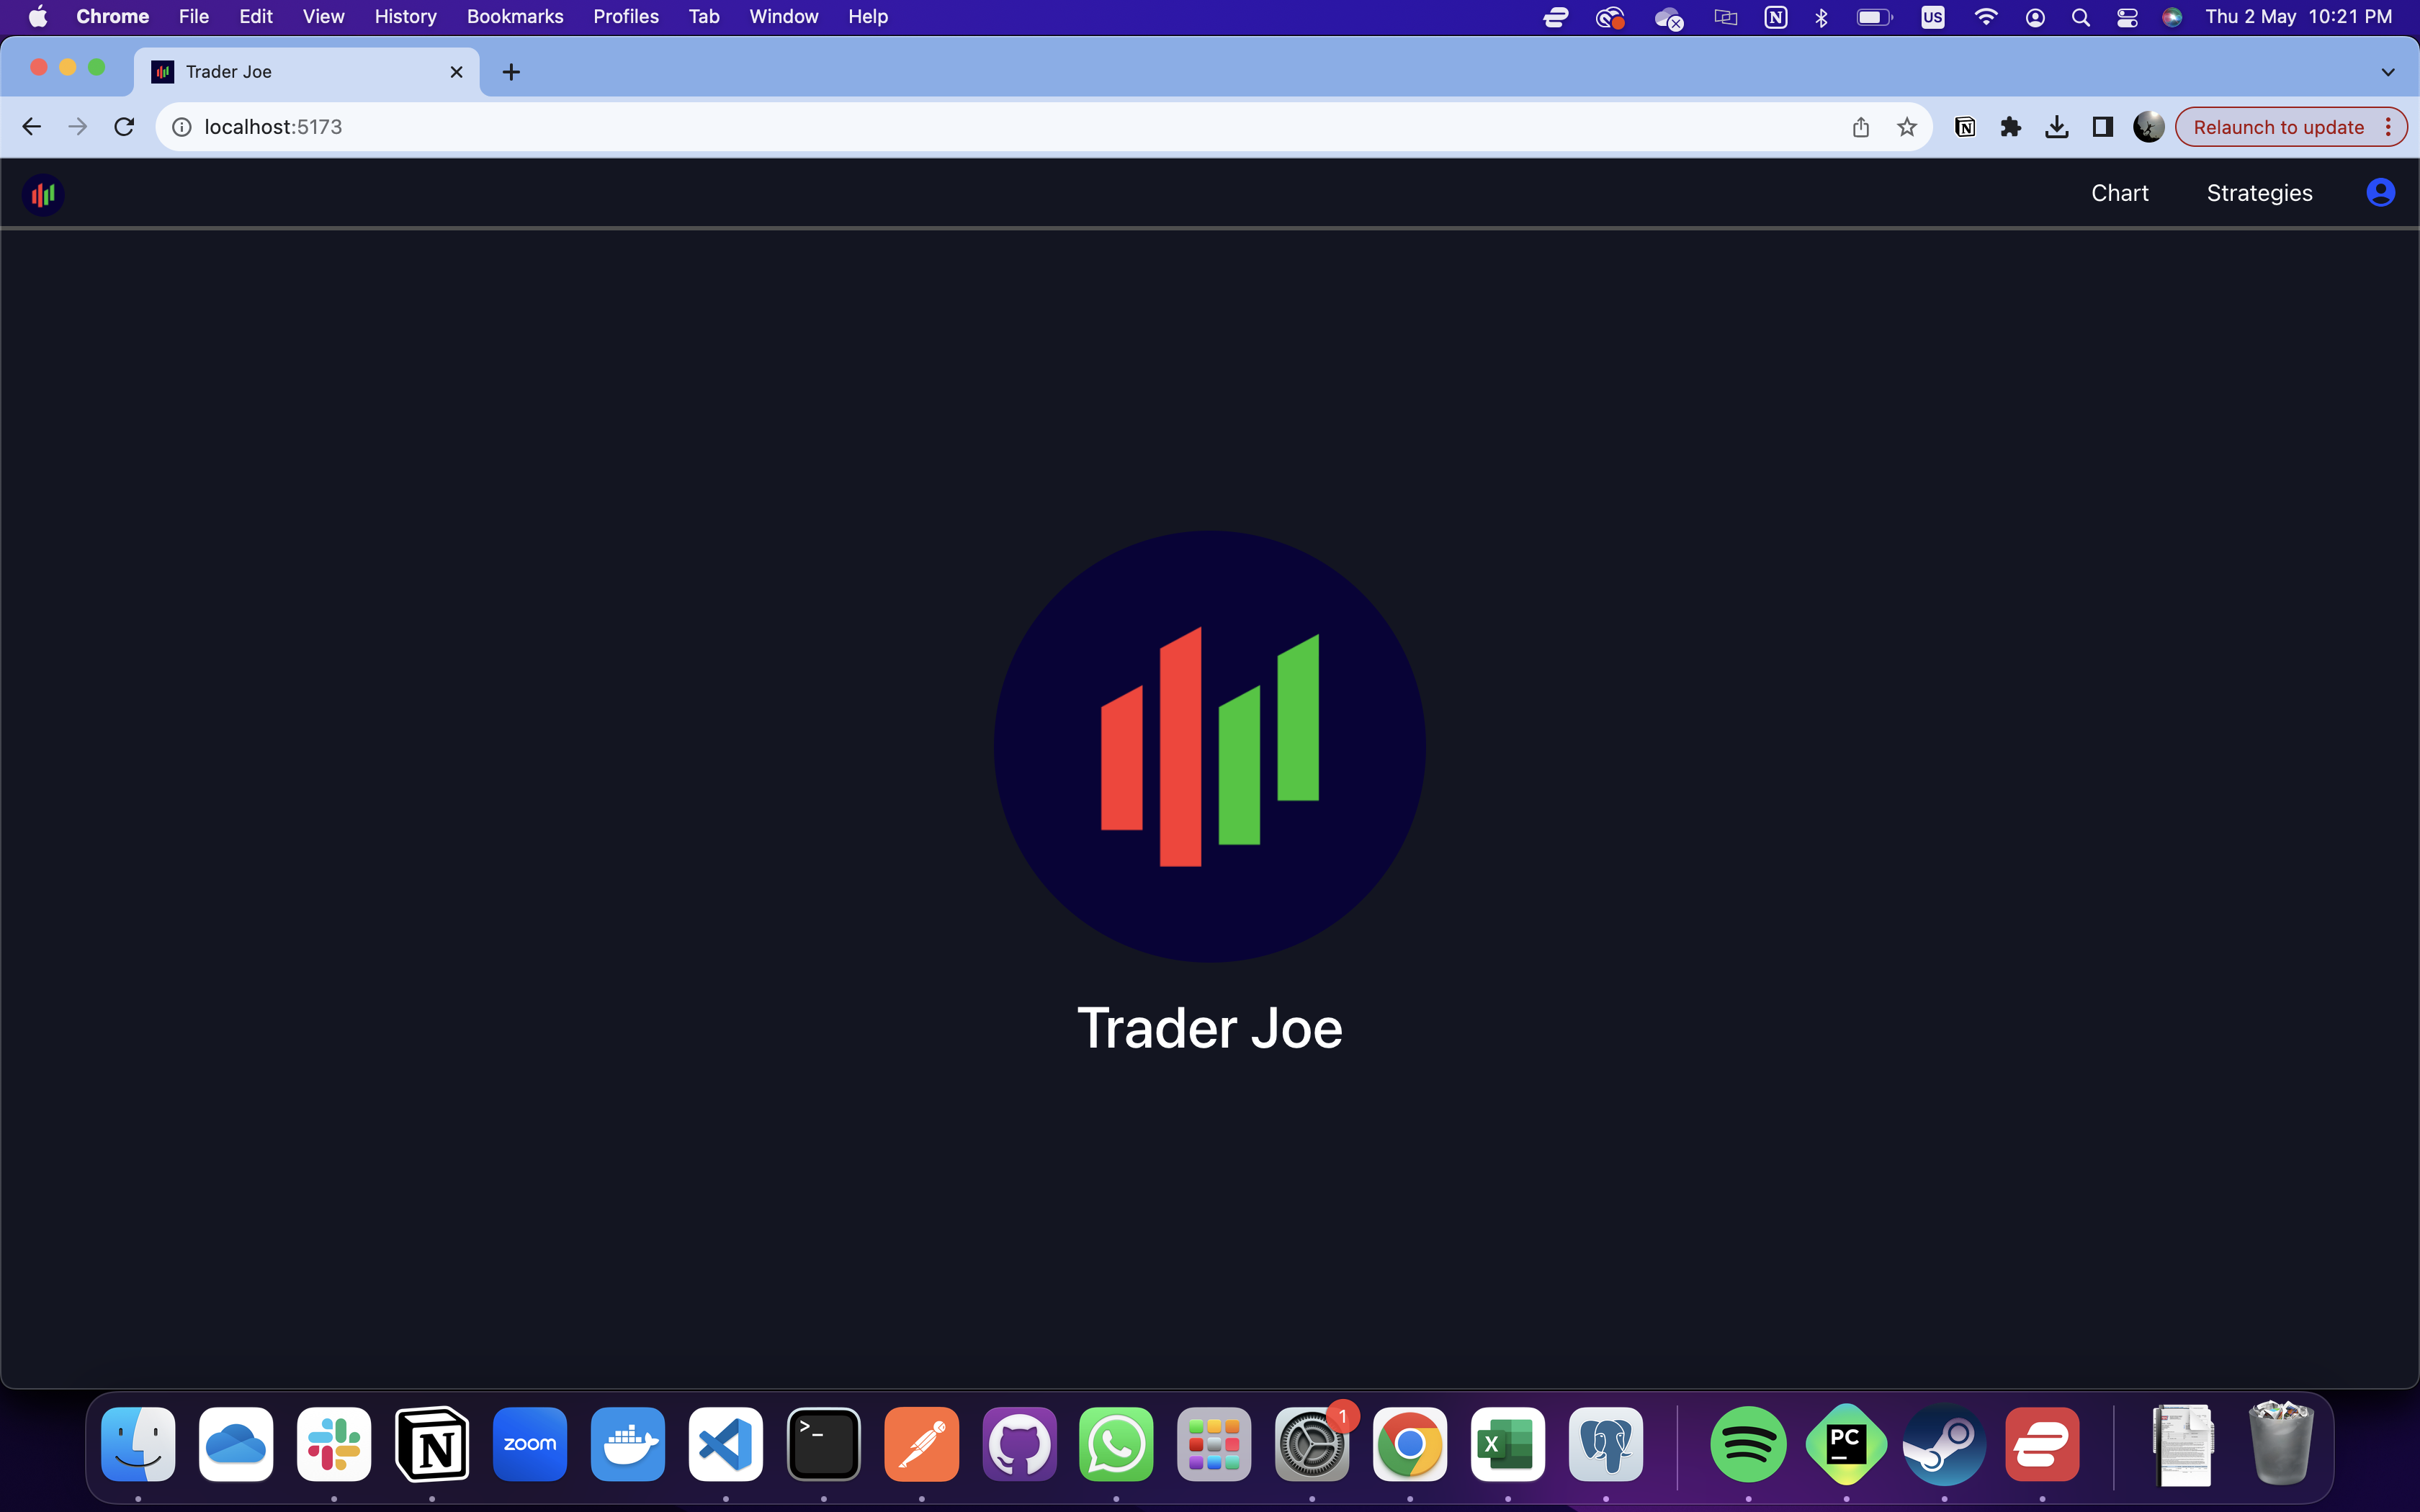 Chrome File Edit View History Bookmarks Profiles Tab Window Help N US Thu 2 May 10:21 PM
Trader Joe
localhost:5173 N Relaunch to update
Chart Strategies
Trader Joe
N zoom >_ 1 X PC